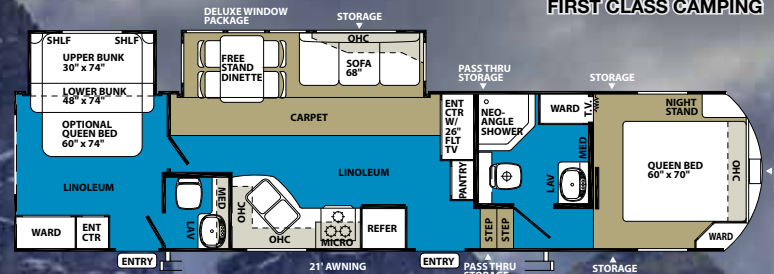 FIRST CLASS CAMPING
DELUXE WINDOW
PACKAGE
STORAGE
SHLF
SHLF
UPPER BUNK
30" x 74"
LOWER BUNK
48" x 74"
OPTIONAL
QUEEN BED
60" x 74"
LINOLEUM
WARD
ENT
CTR
FREE
STAND
DINETTE
OHC
SOFA
68"
CARPET
ENT
CTR
W/
26"
FLT
TV
LINOLEUM
PANTRY
MED
LAV
OHC
OHC
MICRO
REFER
PASS THRU
STORAGE
NEO-
ANGLE
SHOWER
WARD
T.V.
MED
LAV
STEP
STEP
STORAGE
NIGHT
STAND
QUEEN BED
60" x 70"
OHC
WARD
ENTRY
21' AWNING
ENTRY
PASS THRU
STORAGE
STORAGE